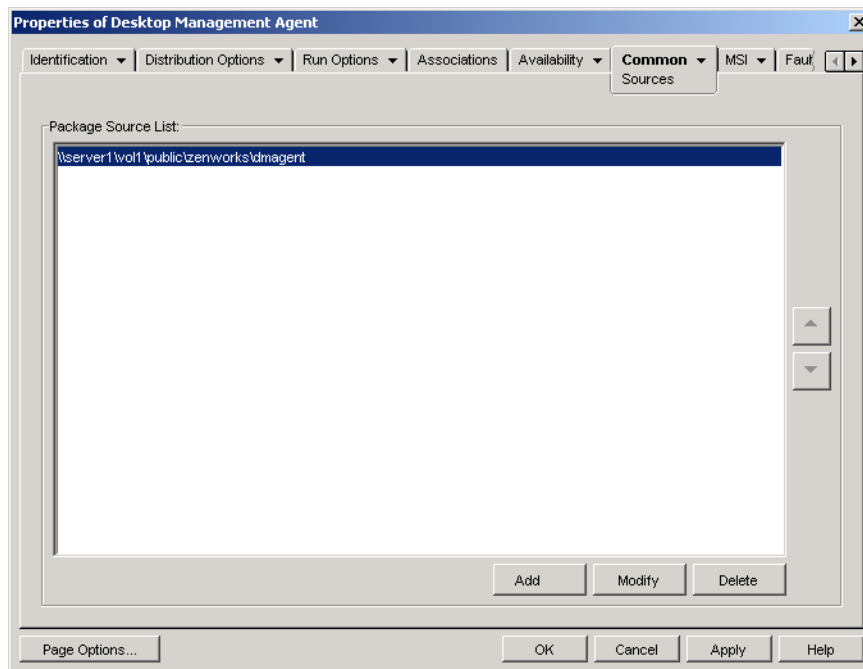 Properties of Desktop Management Agent
Identification Distribution Options Run Options Associations Availability Common MSI Faul
Sources
Package Source List:
\\server1\vol1\public\zenworks\dmagent
Add Modify Delete
Page Options... OK Cancel Apply Help